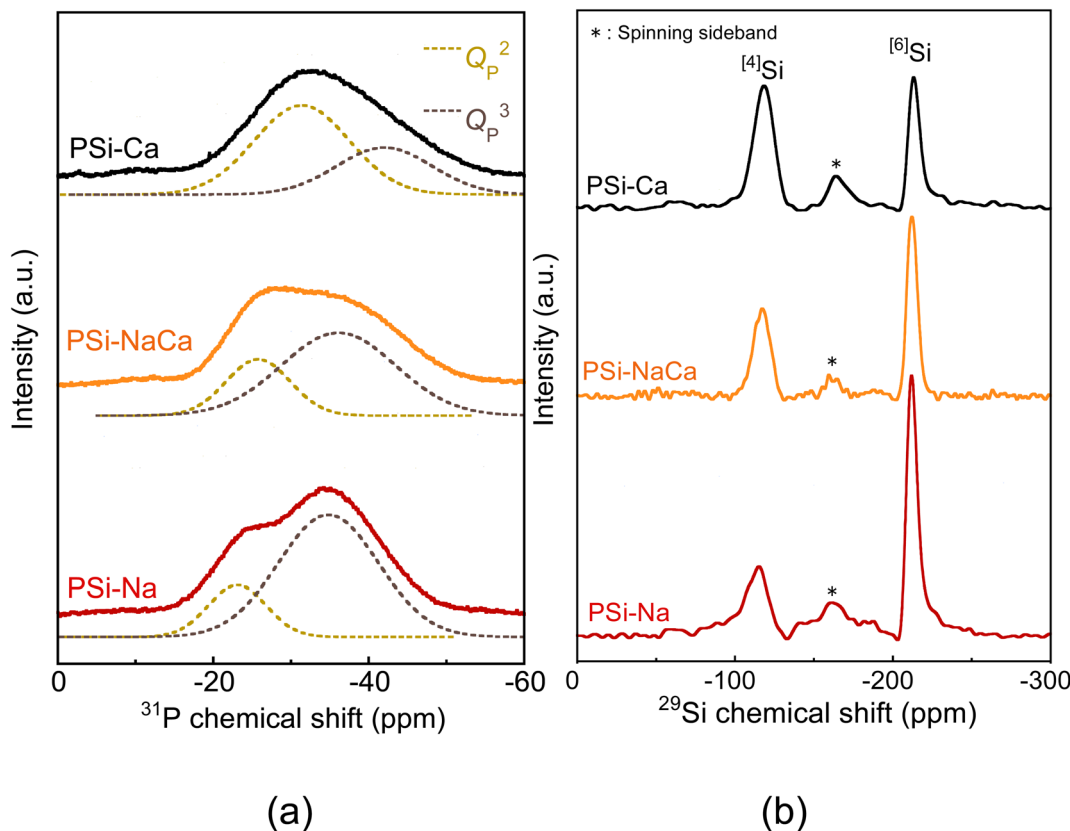 Q_P^2
Q_P^3
PSi-Ca
PSi-NaCa
PSi-Na
Intensity (a.u.)
0 -20 -40 -60
^31P chemical shift (ppm)
(a)
* : Spinning sideband
^[4]Si
^[6]Si
*
PSi-Ca
*
PSi-NaCa
*
PSi-Na
Intensity (a.u.)
0 -100 -200 -300
^29Si chemical shift (ppm)
(b)